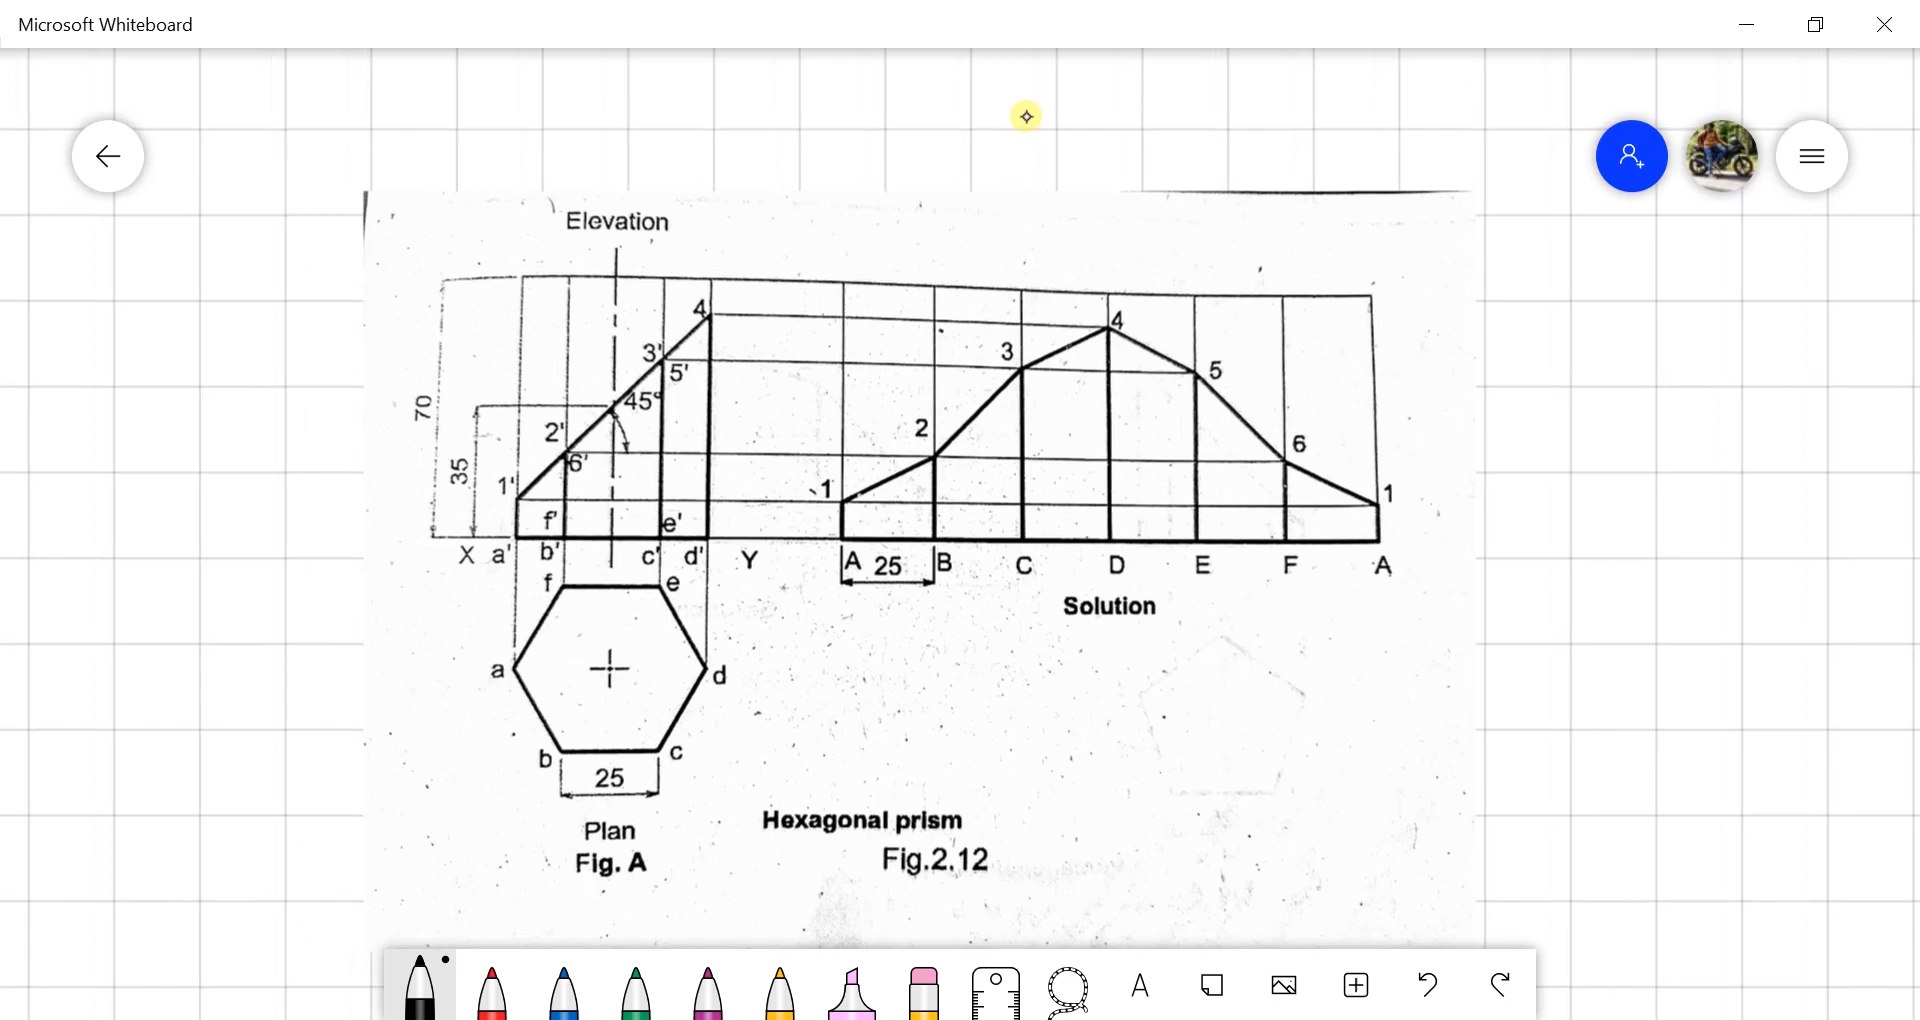 Microsoft Whiteboard
Elevation
4
4
3'
3
5'
5
70
45°
2'
2
6
35
6'
1'
1
1
f'
e'
X a' b' c' d' Y
A 25 B C D E F A
f e
Solution
a d
b c
25
Hexagonal prism
Plan
Fig. A
Fig.2.12
A